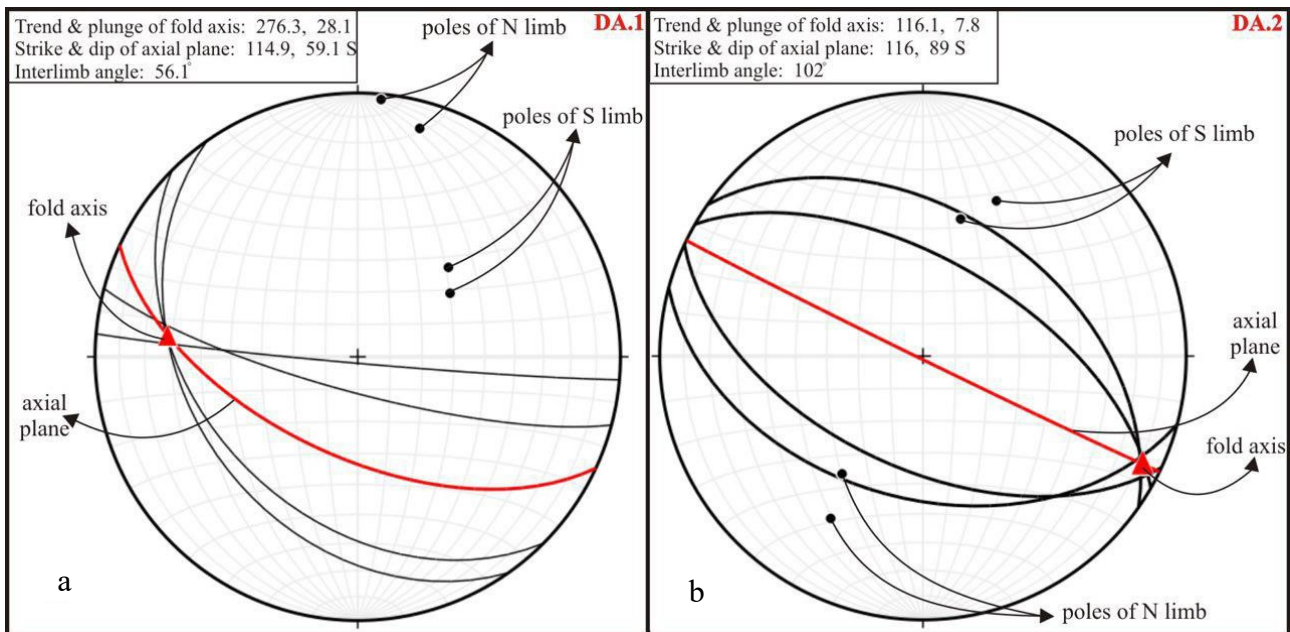 Trend & plunge of fold axis: 276.3, 28.1
Strike & dip of axial plane: 114.9, 59.1 S
Interlimb angle: 56.1°
DA.1
poles of N limb
poles of S limb
fold axis
axial
plane
a
Trend & plunge of fold axis: 116.1, 7.8
Strike & dip of axial plane: 116, 89 S
Interlimb angle: 102°
DA.2
poles of S limb
axial
plane
fold axis
poles of N limb
b